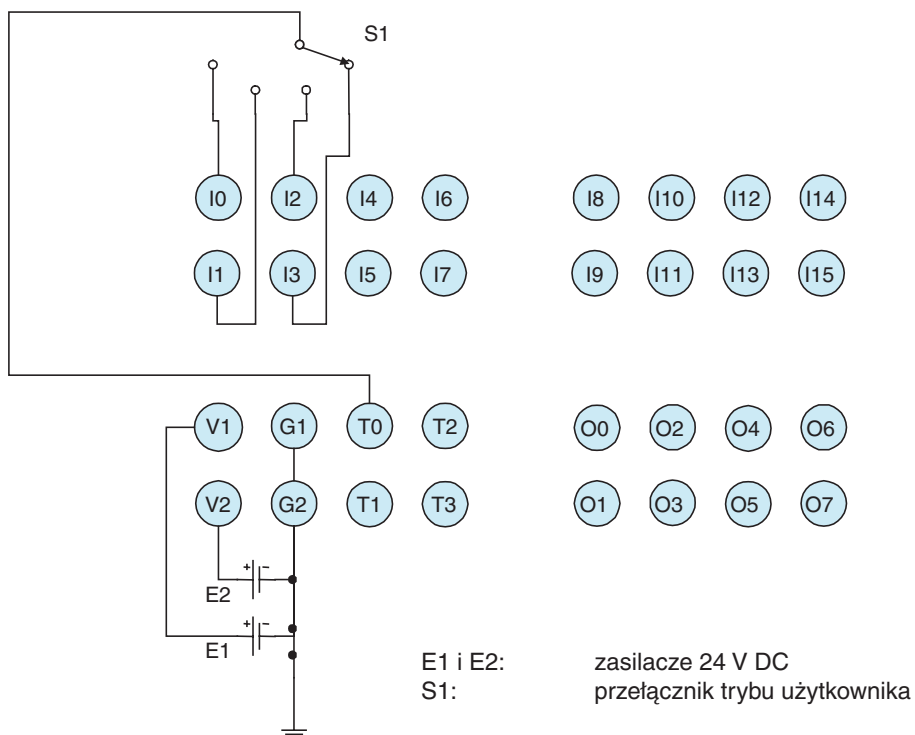 S1
I0 I2 I4 I6 I8 I10 I12 I14
I1 I3 I5 I7 I9 I11 I13 I15
V1 G1 T0 T2 O0 O2 O4 O6
V2 G2 T1 T3 O1 O3 O5 O7
+ -
E2
+ -
E1
E1 i E2: zasilacze 24 V DC
S1: przełącznik trybu użytkownika